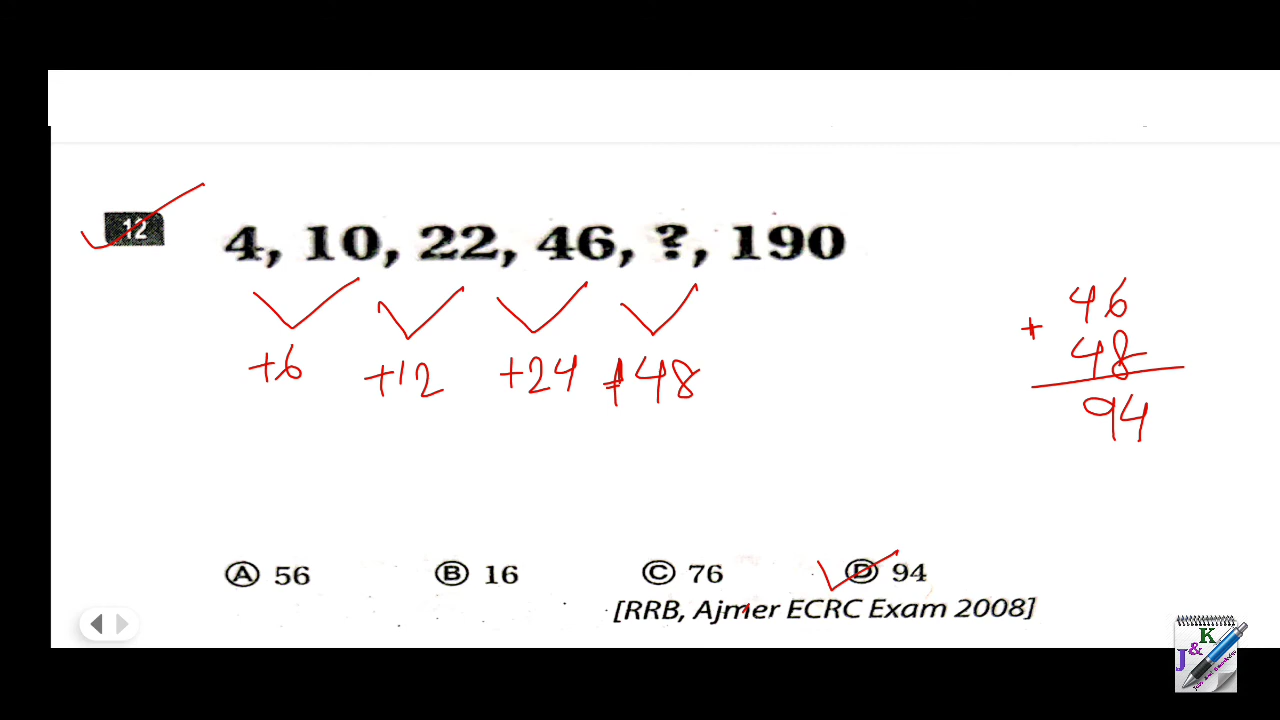 12 4, 10, 22, 46, ?, 190
+6 +12 +24 +48
46
+
48
94
Ⓐ 56 Ⓑ 16 Ⓒ 76 Ⓓ 94
[RRB, Ajmer ECRC Exam 2008]
J & K